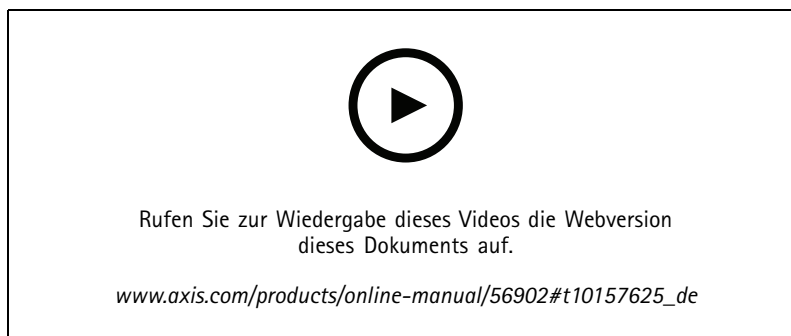 Rufen Sie zur Wiedergabe dieses Videos die Webversion
dieses Dokuments auf.
www.axis.com/products/online-manual/56902#t10157625_de